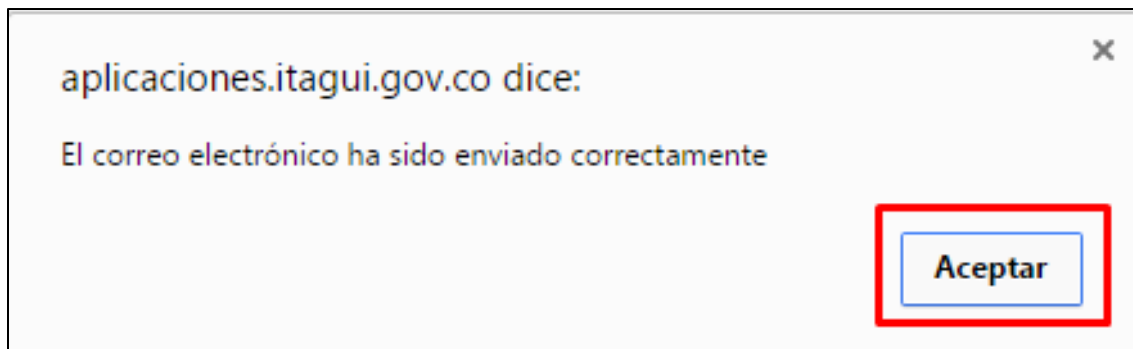 aplicaciones.itagui.gov.co dice:
El correo electrónico ha sido enviado correctamente
Aceptar